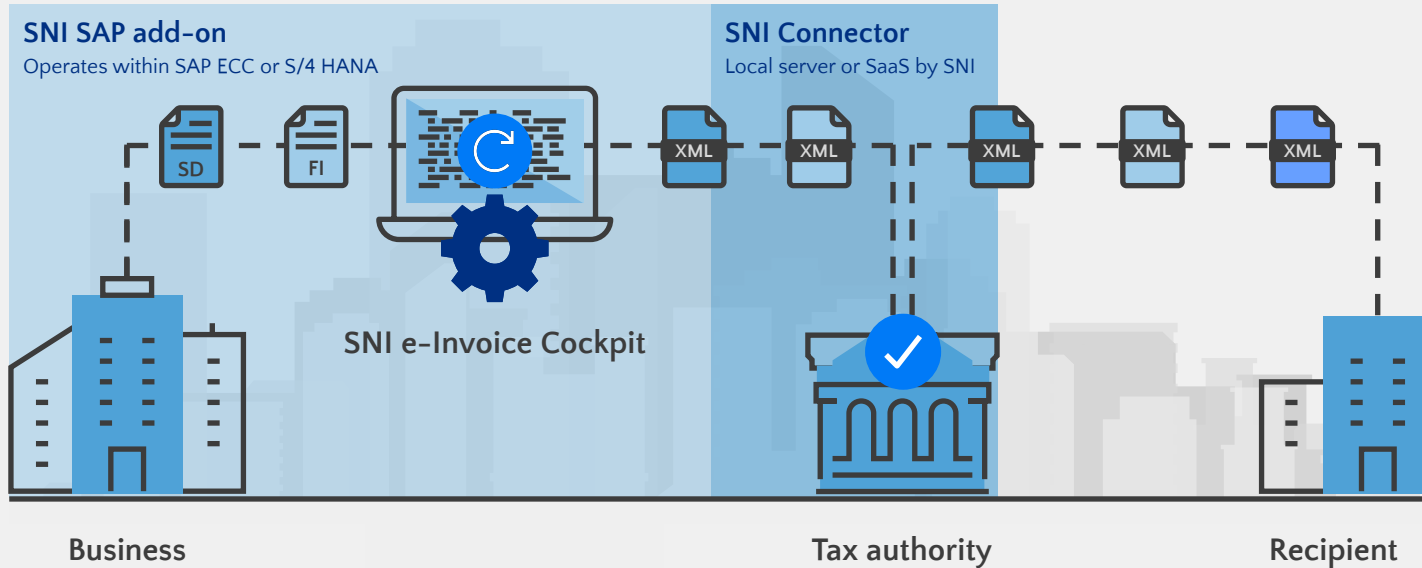 SNI SAP add-on
Operates within SAP ECC or S/4 HANA
SNI Connector
Local server or SaaS by SNI
SD
FI
XML
XML
XML
XML
XML
SNI e-Invoice Cockpit
Business
Tax authority
Recipient